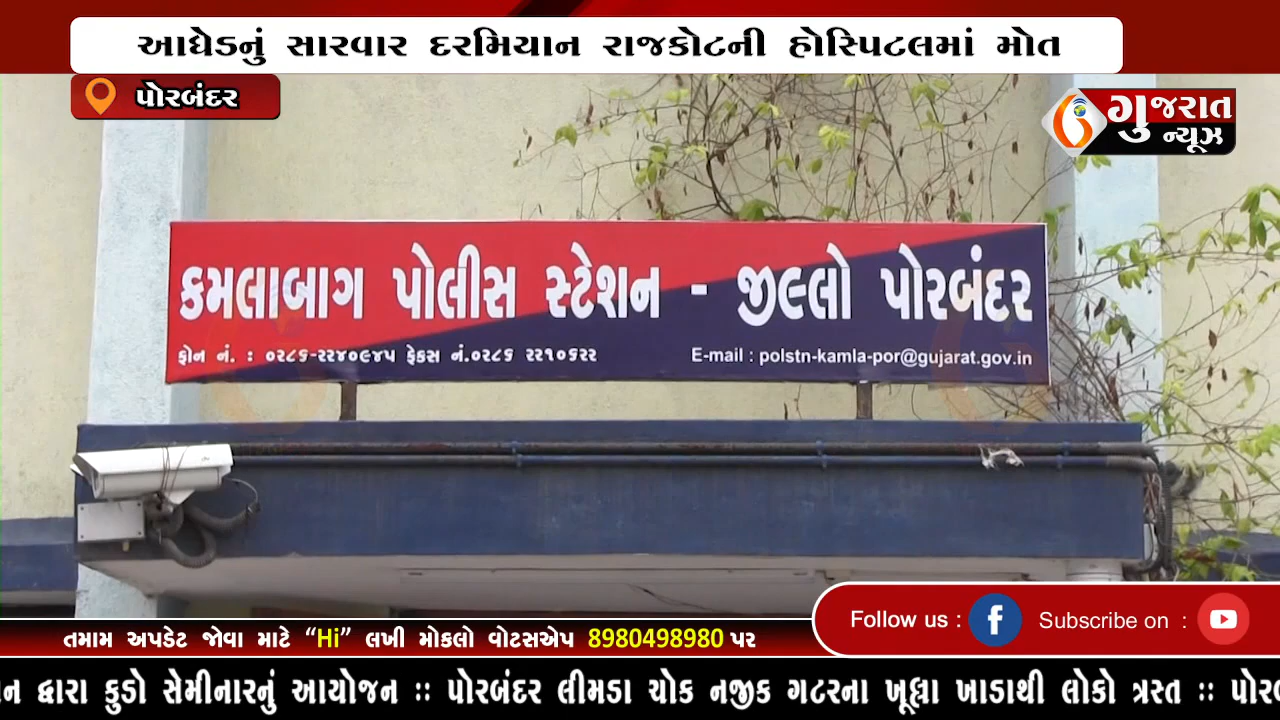 આધેડનું સારવાર દરમિયાન રાજકોટની હોસ્પિટલમાં મોત
પોરબંદર
ગુજરાત
ન્યૂઝ
કમલાબાગ પોલીસ સ્ટેશન - જીલ્લો પોરબંદર
ફોન નં. : ૦૨૮૬-૨૨૪૦૯૪૫ ફેકસ નં.૦૨૮૬ ૨૨૧૦૬૨૨ E-mail : polstn-kamla-por@gujarat.gov.in
Follow us : Subscribe on :
તમામ અપડેટ જોવા માટે “Hi” લખી મોકલો વોટસએપ 8980498980 પર
ન દ્વારા કુડો સેમીનારનું આયોજન :: પોરબંદર લીમડા ચોક નજીક ગટરના ખૂલ્લા ખાડાથી લોકો ત્રસ્ત :: પોરબ